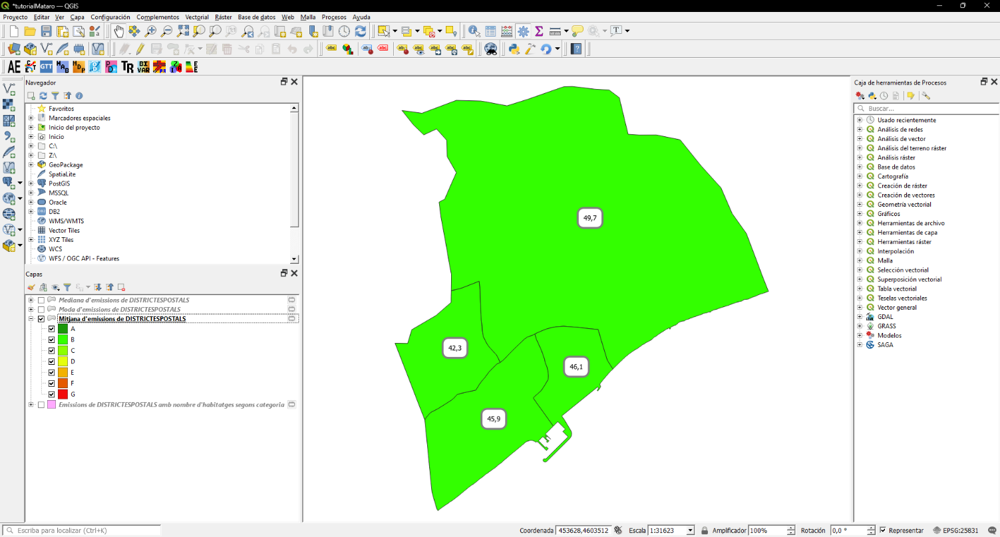 *tutorialMataro — QGIS
Proyecto Editar Ver Capa Configuración Complementos Vectorial Ráster Base de datos Web Malla Procesos Ayuda
AE GTT TR BI VAR
Navegador
Favoritos
Marcadores espaciales
Inicio del proyecto
Inicio
C:\
Z:\
GeoPackage
SpatiaLite
PostGIS
MSSQL
Oracle
DB2
WMS/WMTS
Vector Tiles
XYZ Tiles
WCS
WFS / OGC API - Features
Capas
Mediana d'emissions de DISTRICTESPOSTALS
Moda d'emissions de DISTRICTESPOSTALS
Mitjana d'emissions de DISTRICTESPOSTALS
A
B
C
D
E
F
G
Emissions de DISTRICTESPOSTALS amb nombre d'habitatges segons categoria
49,7
42,3
46,1
45,9
Caja de herramientas de Procesos
Buscar...
Usado recientemente
Análisis de redes
Análisis de vector
Análisis del terreno ráster
Análisis ráster
Base de datos
Cartografía
Creación de ráster
Creación de vectores
Geometría vectorial
Gráficos
Herramientas de archivo
Herramientas de capa
Herramientas ráster
Interpolación
Malla
Selección vectorial
Superposición vectorial
Tabla vectorial
Teselas vectoriales
Vector general
GDAL
GRASS
Modelos
SAGA
Escriba para localizar (Ctrl+K)
Coordenada 453628,4603512 Escala 1:31623 Amplificador 100% Rotación 0,0 ° Representar EPSG:25831